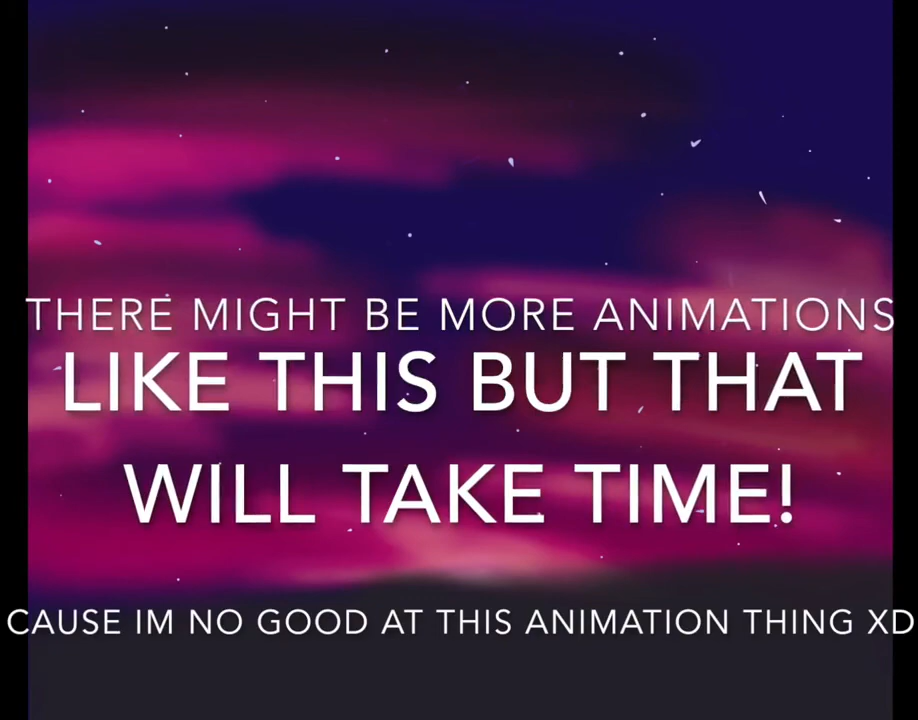 THERE MIGHT BE MORE ANIMATIONS
LIKE THIS BUT THAT
WILL TAKE TIME!
CAUSE IM NO GOOD AT THIS ANIMATION THING XD